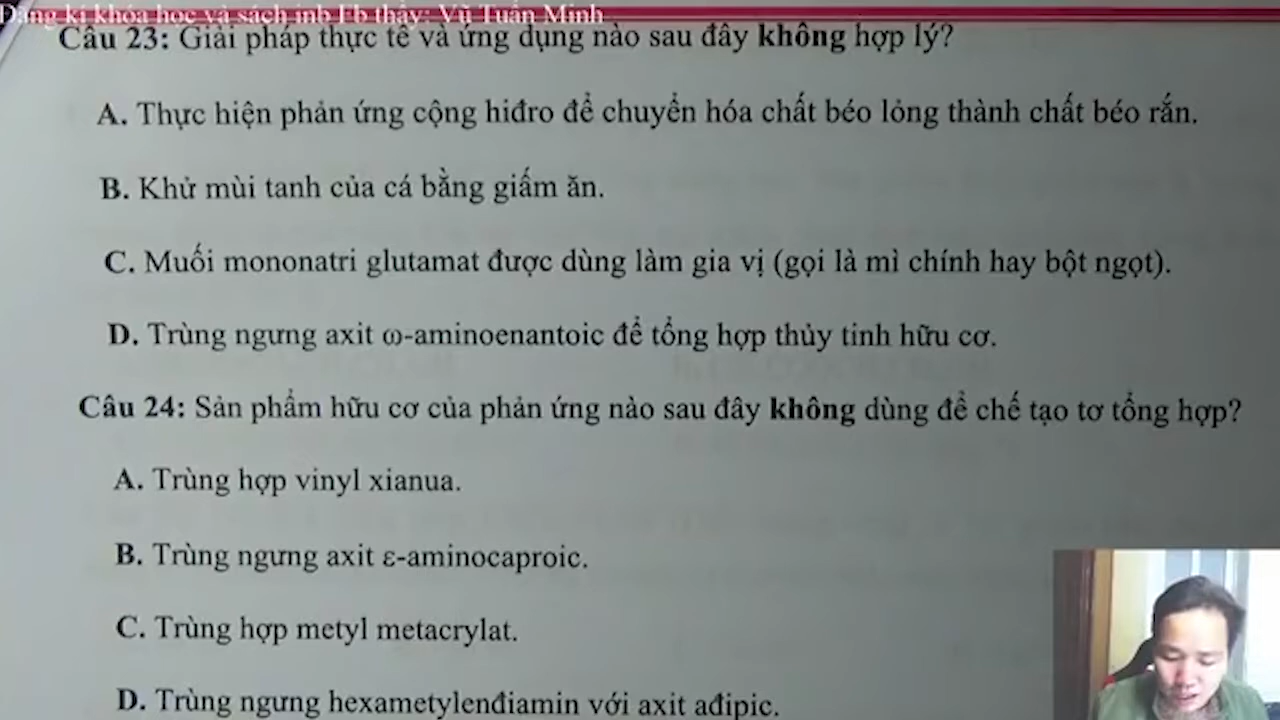 Đăng kí khóa học và sách inb Fb thầy: Vũ Tuấn Minh
Câu 23: Giải pháp thực tế và ứng dụng nào sau đây không hợp lý?
A. Thực hiện phản ứng cộng hiđro để chuyển hóa chất béo lỏng thành chất béo rắn.
B. Khử mùi tanh của cá bằng giấm ăn.
C. Muối mononatri glutamat được dùng làm gia vị (gọi là mì chính hay bột ngọt).
D. Trùng ngưng axit ω-aminoenantoic để tổng hợp thủy tinh hữu cơ.
Câu 24: Sản phẩm hữu cơ của phản ứng nào sau đây không dùng để chế tạo tơ tổng hợp?
A. Trùng hợp vinyl xianua.
B. Trùng ngưng axit ε-aminocaproic.
C. Trùng hợp metyl metacrylat.
D. Trùng ngưng hexametylenđiamin với axit ađipic.